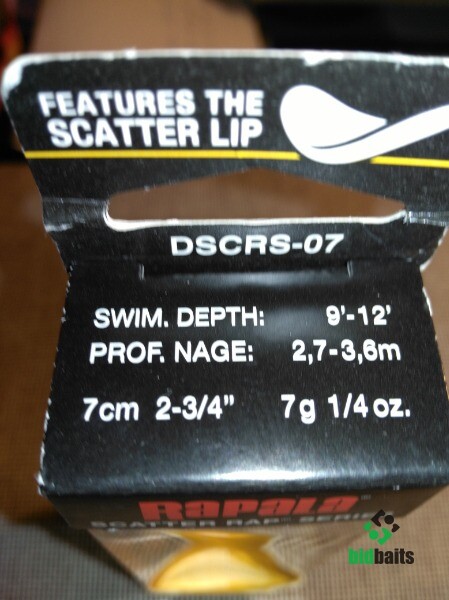 FEATURES THE
SCATTER LIP
DSCRS-07
SWIM. DEPTH: 9'-12'
PROF. NAGE: 2,7-3,6m
7cm 2-3/4” 7g 1/4 oz.
Rapala®
SCATTER RAP® SERIE
bidbaits